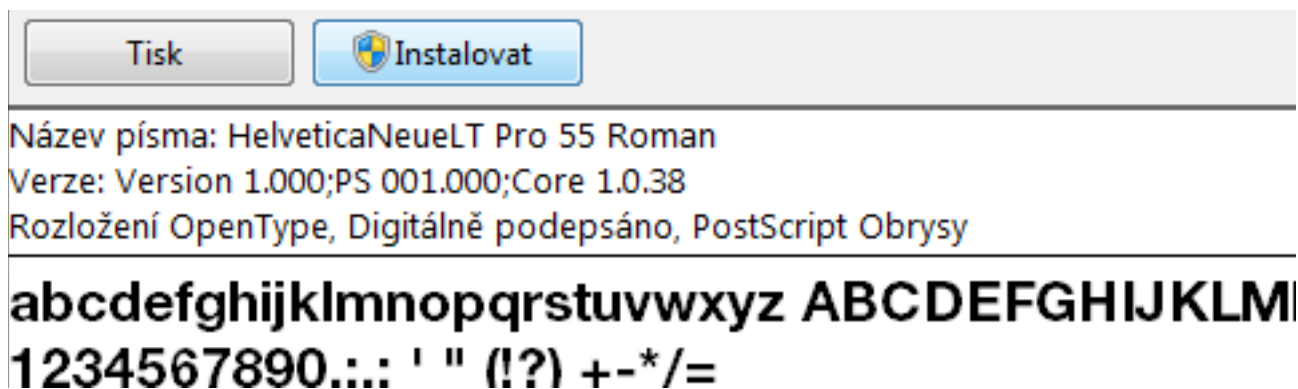 Tisk Instalovat
Název písma: HelveticaNeueLT Pro 55 Roman
Verze: Version 1.000;PS 001.000;Core 1.0.38
Rozložení OpenType, Digitálně podepsáno, PostScript Obrysy
abcdefghijklmnopqrstuvwxyz ABCDEFGHIJKLM
1234567890.:,; ' " (!?) +-*/=